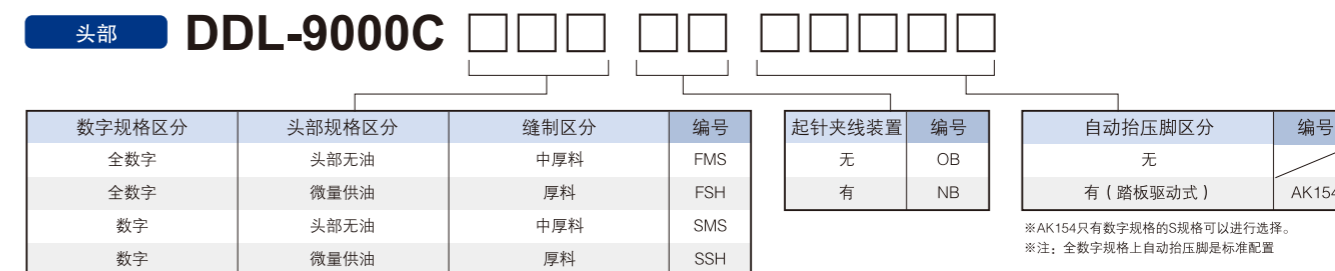 头部 DDL-9000C □□□ □□ □□□□□
数字规格区分 头部规格区分 缝制区分 编号
全数字 头部无油 中厚料 FMS
全数字 微量供油 厚料 FSH
数字 头部无油 中厚料 SMS
数字 微量供油 厚料 SSH
起针夹线装置 编号
无 OB
有 NB
自动抬压脚区分 编号
无
有（踏板驱动式） AK154
※AK154只有数字规格的S规格可以进行选择。
※注：全数字规格上自动抬压脚是标准配置